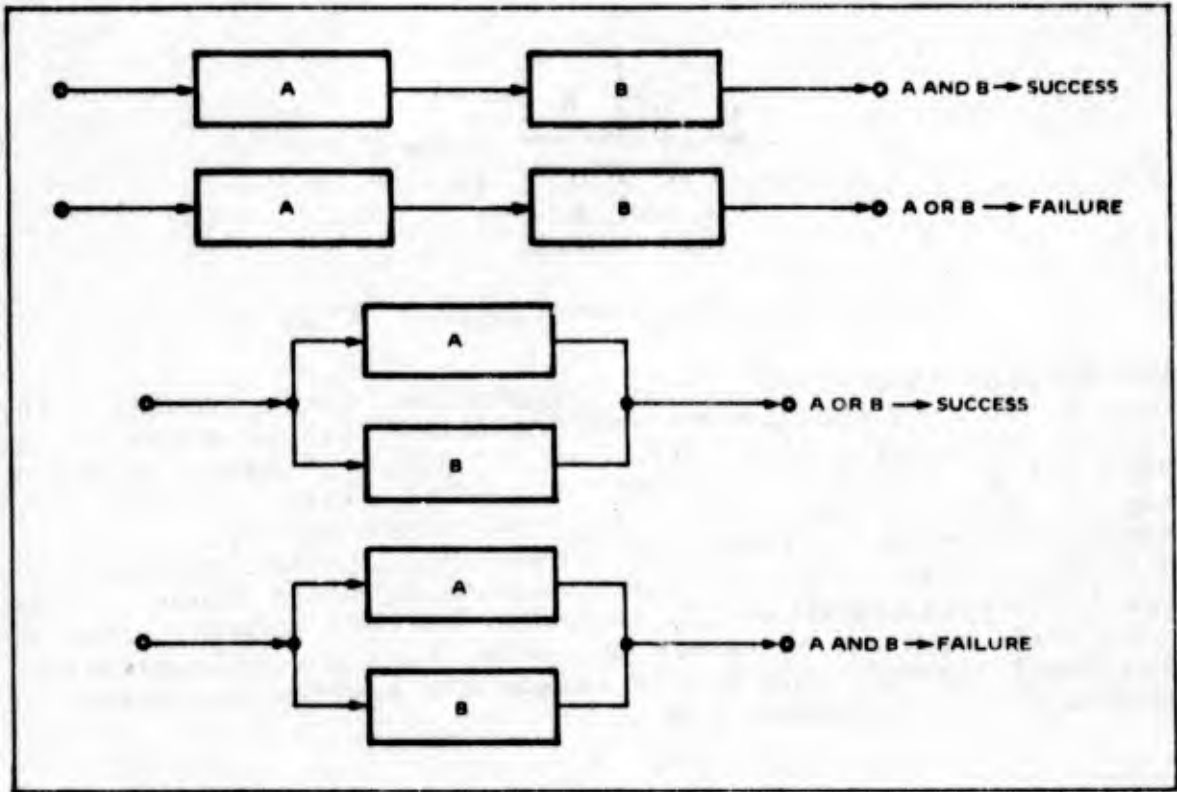 A B A AND B → SUCCESS
A B A OR B → FAILURE
A
A OR B → SUCCESS
B
A
A AND B → FAILURE
B